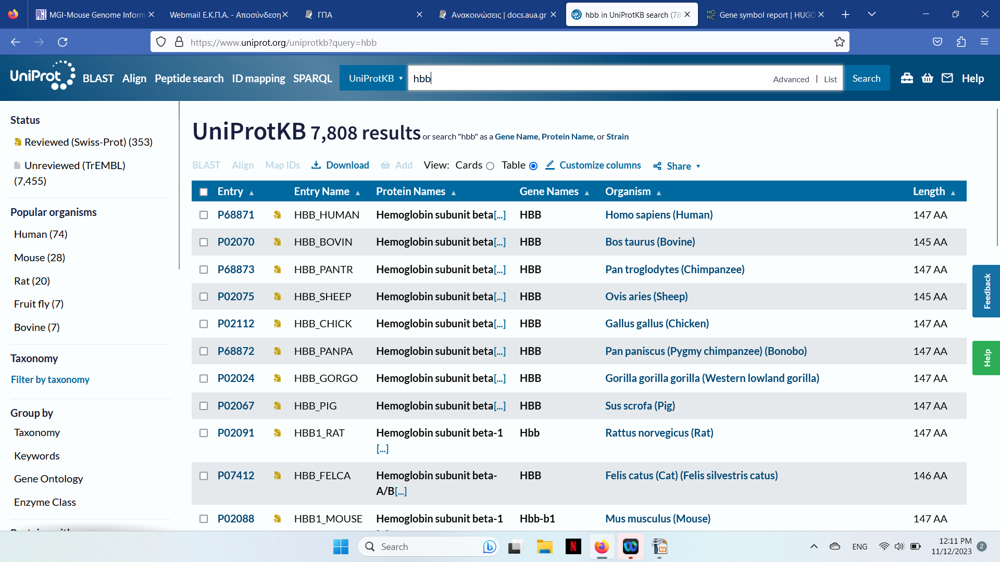 MGI-Mouse Genome Inform
Webmail Ε.Κ.Π.Α. - Αποσύνδεση
ΓΠΑ
Ανακοινώσεις | docs.aua.gr
hbb in UniProtKB search (78
Gene symbol report | HUGO
https://www.uniprot.org/uniprotkb?query=hbb
UniProt
BLAST Align Peptide search ID mapping SPARQL
UniProtKB
hbb
Advanced | List
Search
Help
Status
Reviewed (Swiss-Prot) (353)
Unreviewed (TrEMBL)
(7,455)
Popular organisms
Human (74)
Mouse (28)
Rat (20)
Fruit fly (7)
Bovine (7)
Taxonomy
Filter by taxonomy
Group by
Taxonomy
Keywords
Gene Ontology
Enzyme Class
UniProtKB 7,808 results or search "hbb" as a Gene Name, Protein Name, or Strain
BLAST Align Map IDs Download Add View: Cards Table Customize columns Share
Entry Entry Name Protein Names Gene Names Organism Length
P68871 HBB_HUMAN Hemoglobin subunit beta[...] HBB Homo sapiens (Human) 147 AA
P02070 HBB_BOVIN Hemoglobin subunit beta[...] HBB Bos taurus (Bovine) 145 AA
P68873 HBB_PANTR Hemoglobin subunit beta[...] HBB Pan troglodytes (Chimpanzee) 147 AA
P02075 HBB_SHEEP Hemoglobin subunit beta[...] HBB Ovis aries (Sheep) 145 AA
P02112 HBB_CHICK Hemoglobin subunit beta[...] HBB Gallus gallus (Chicken) 147 AA
P68872 HBB_PANPA Hemoglobin subunit beta[...] HBB Pan paniscus (Pygmy chimpanzee) (Bonobo) 147 AA
P02024 HBB_GORGO Hemoglobin subunit beta[...] HBB Gorilla gorilla gorilla (Western lowland gorilla) 147 AA
P02067 HBB_PIG Hemoglobin subunit beta[...] HBB Sus scrofa (Pig) 147 AA
P02091 HBB1_RAT Hemoglobin subunit beta-1 Hbb Rattus norvegicus (Rat) 147 AA
[...]
P07412 HBB_FELCA Hemoglobin subunit beta- HBB Felis catus (Cat) (Felis silvestris catus) 146 AA
A/B[...]
P02088 HBB1_MOUSE Hemoglobin subunit beta-1 Hbb-b1 Mus musculus (Mouse) 147 AA
Feedback
Help
Search
ENG
12:11 PM
11/12/2023
2